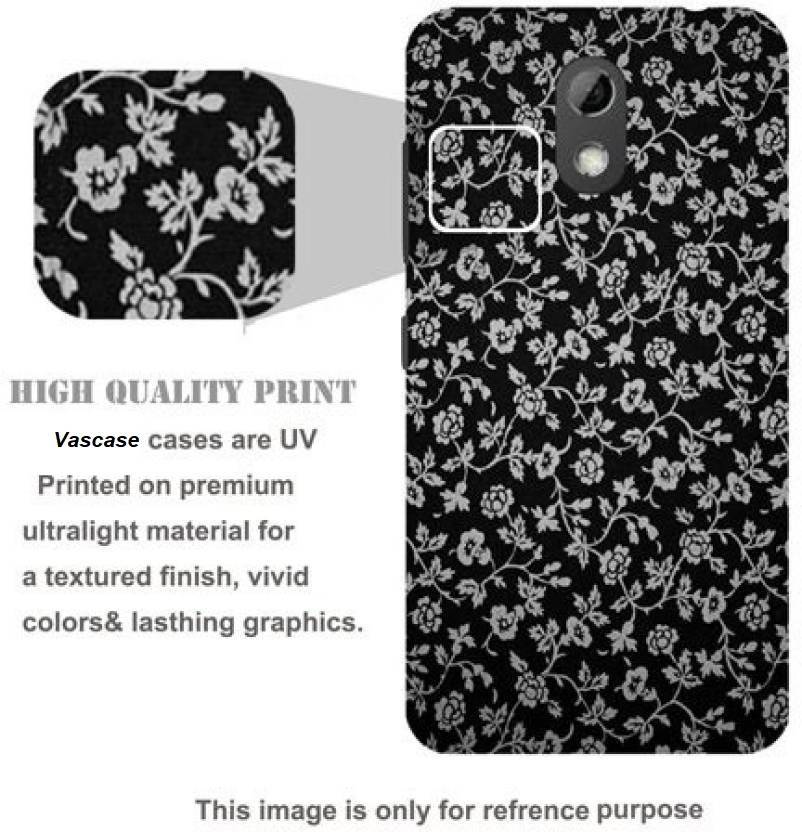 HIGH QUALITY PRINT
Vascase cases are UV
Printed on premium
ultralight material for
a textured finish, vivid
colors& lasthing graphics.
This image is only for refrence purpose